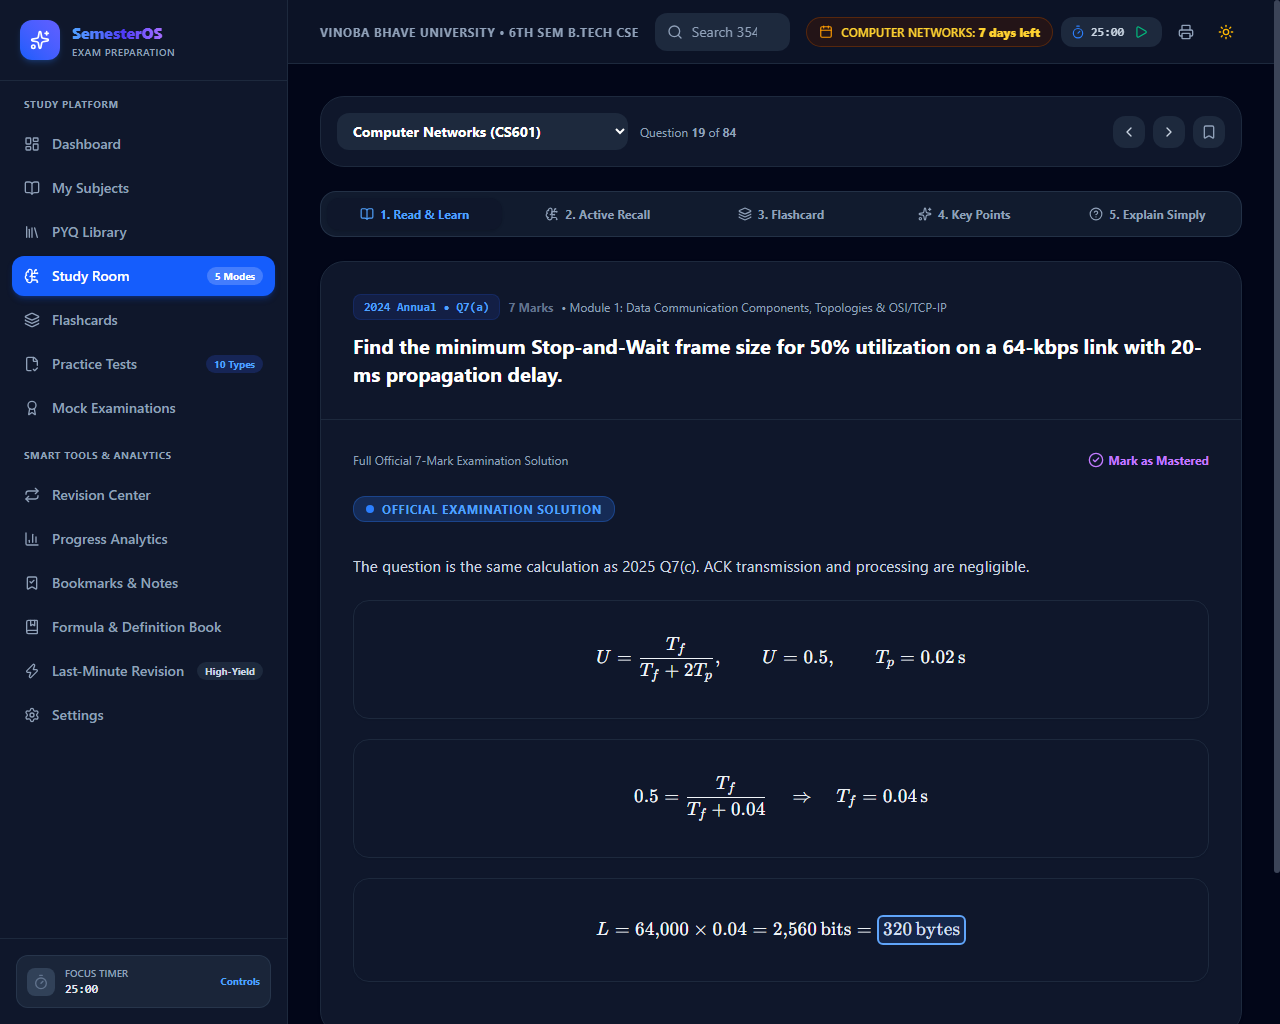 SemesterOS
EXAM PREPARATION
STUDY PLATFORM
Dashboard
My Subjects
PYQ Library
Study Room 5 Modes
Flashcards
Practice Tests 10 Types
Mock Examinations
SMART TOOLS & ANALYTICS
Revision Center
Progress Analytics
Bookmarks & Notes
Formula & Definition Book
Last-Minute Revision High-Yield
Settings
FOCUS TIMER
25:00
Controls
VINOBA BHAVE UNIVERSITY • 6TH SEM B.TECH CSE
Search 354
COMPUTER NETWORKS: 7 days left
25:00
Computer Networks (CS601)
Question 19 of 84
1. Read & Learn
2. Active Recall
3. Flashcard
4. Key Points
5. Explain Simply
2024 Annual • Q7(a) 7 Marks • Module 1: Data Communication Components, Topologies & OSI/TCP-IP
Find the minimum Stop-and-Wait frame size for 50% utilization on a 64-kbps link with 20-
ms propagation delay.
Full Official 7-Mark Examination Solution
Mark as Mastered
OFFICIAL EXAMINATION SOLUTION
The question is the same calculation as 2025 Q7(c). ACK transmission and processing are negligible.
U = T_f / (T_f + 2T_p), U = 0.5, T_p = 0.02 s
0.5 = T_f / (T_f + 0.04) ⇒ T_f = 0.04 s
L = 64,000 × 0.04 = 2,560 bits = 320 bytes